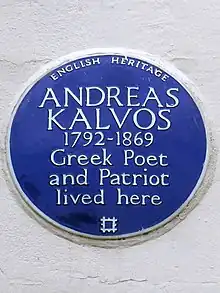 ENGLISH HERITAGE
ANDREAS
KALVOS
1792-1869
Greek Poet
and Patriot
lived here